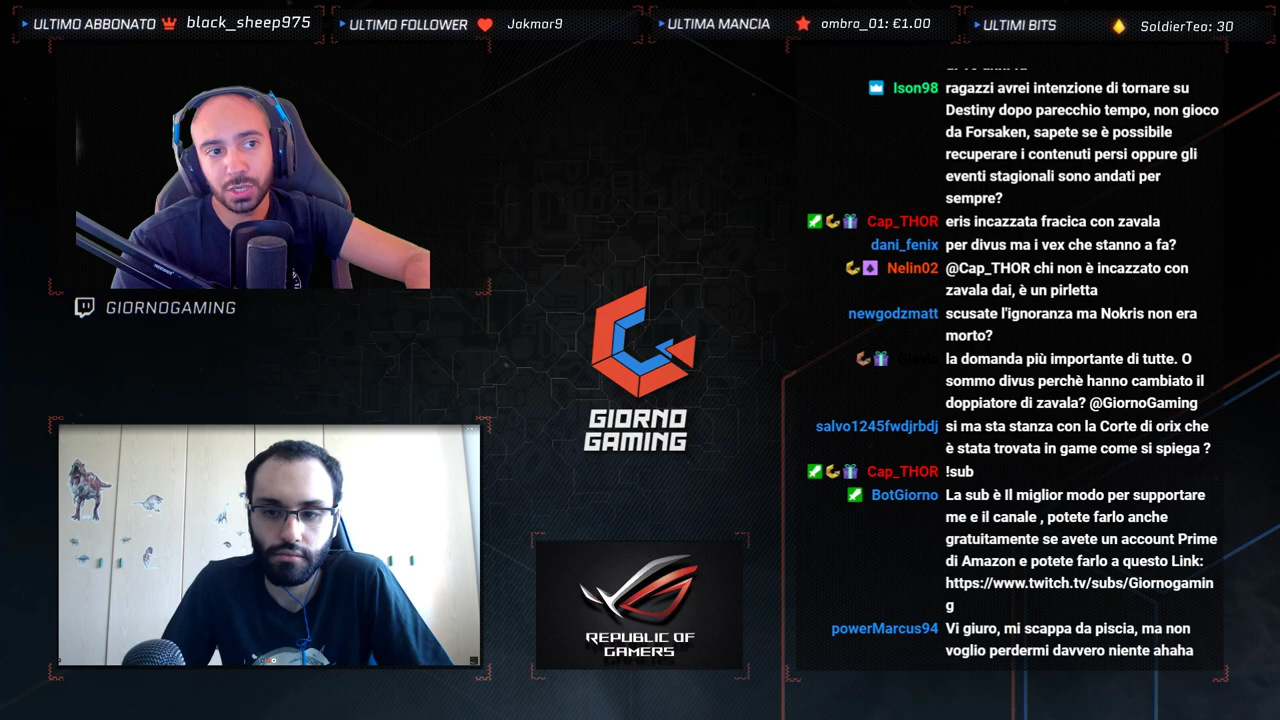 ULTIMO ABBONATO black_sheep975
ULTIMO FOLLOWER Jakmar9
ULTIMA MANCIA ombra_01: €1.00
ULTIMI BITS SoldierTea: 30
GIORNOGAMING
GIORNO
GAMING
REPUBLIC OF
GAMERS
Ison98 ragazzi avrei intenzione di tornare su
Destiny dopo parecchio tempo, non gioco
da Forsaken, sapete se è possibile
recuperare i contenuti persi oppure gli
eventi stagionali sono andati per
sempre?
Cap_THOR eris incazzata fracica con zavala
dani_fenix per divus ma i vex che stanno a fa?
Nelin02 @Cap_THOR chi non è incazzato con
zavala dai, è un pirletta
newgodzmatt scusate l'ignoranza ma Nokris non era
morto?
la domanda più importante di tutte. O
sommo divus perchè hanno cambiato il
doppiatore di zavala? @GiornoGaming
salvo1245fwdjrbdj si ma sta stanza con la Corte di orix che
è stata trovata in game come si spiega ?
Cap_THOR !sub
BotGiorno La sub è Il miglior modo per supportare
me e il canale , potete farlo anche
gratuitamente se avete un account Prime
di Amazon e potete farlo a questo Link:
https://www.twitch.tv/subs/Giornogamin
g
powerMarcus94 Vi giuro, mi scappa da piscia, ma non
voglio perdermi davvero niente ahaha